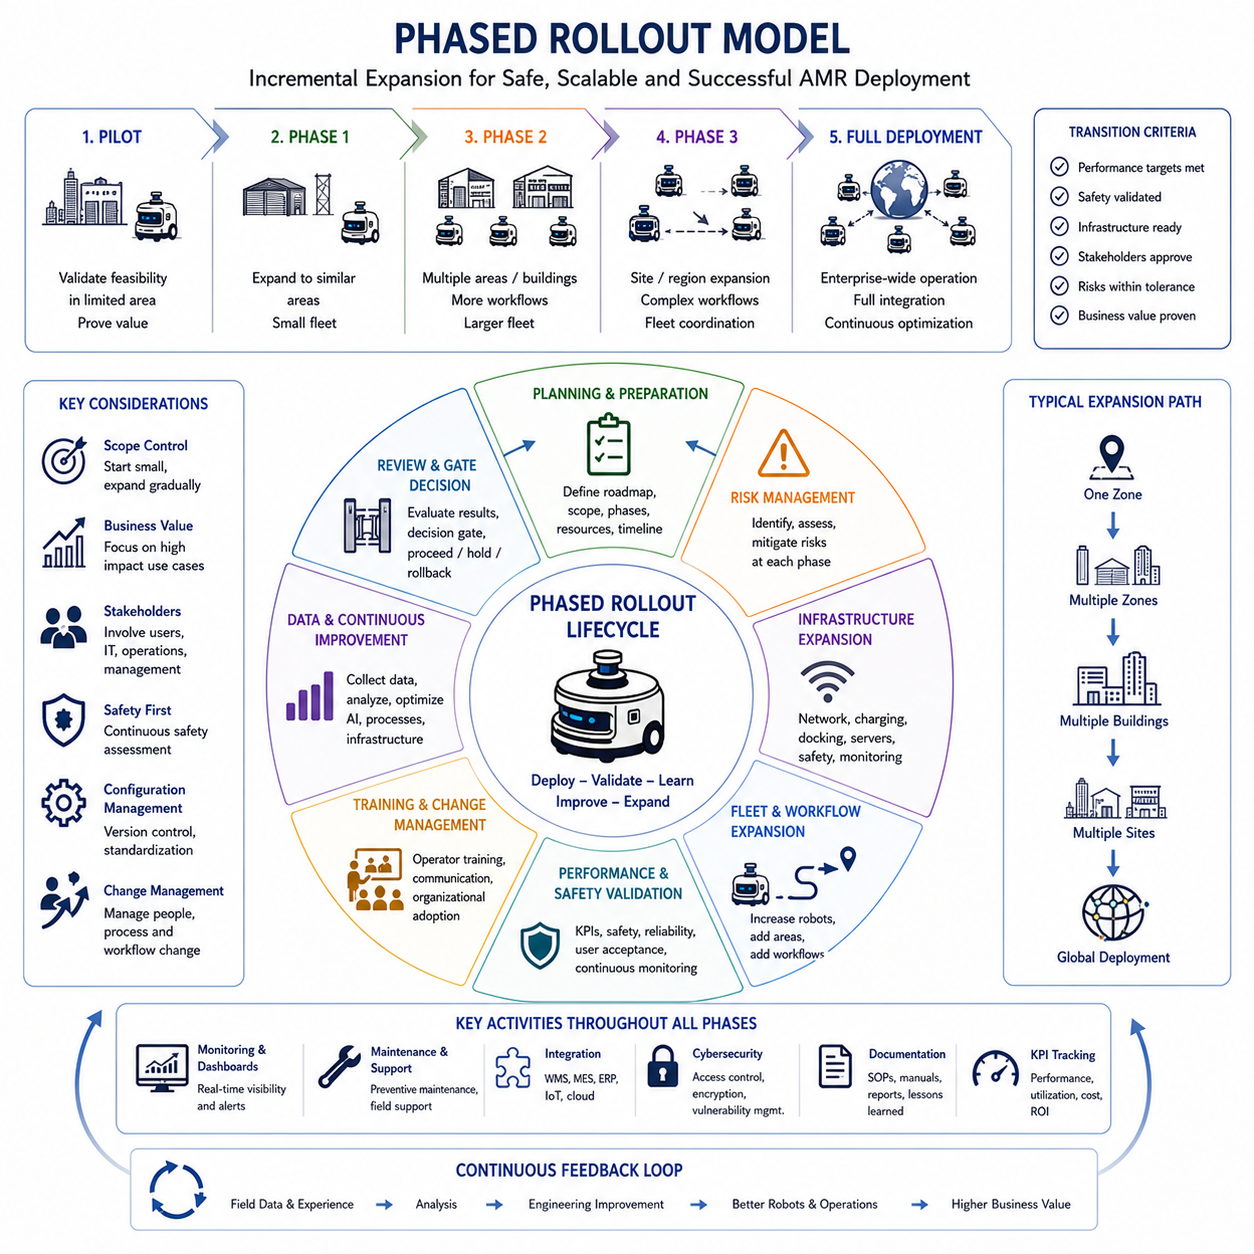 PHASED ROLLOUT MODEL
Incremental Expansion for Safe, Scalable and Successful AMR Deployment
1. PILOT
Validate feasibility
in limited area
Prove value
2. PHASE 1
Expand to similar
areas
Small fleet
3. PHASE 2
Multiple areas / buildings
More workflows
Larger fleet
4. PHASE 3
Site / region expansion
Complex workflows
Fleet coordination
5. FULL DEPLOYMENT
Enterprise-wide operation
Full integration
Continuous optimization
TRANSITION CRITERIA
Performance targets met
Safety validated
Infrastructure ready
Stakeholders approve
Risks within tolerance
Business value proven
KEY CONSIDERATIONS
Scope Control
Start small,
expand gradually
Business Value
Focus on high
impact use cases
Stakeholders
Involve users,
IT, operations,
management
Safety First
Continuous safety
assessment
Configuration
Management
Version control,
standardization
Change Management
Manage people,
process and
workflow change
PLANNING & PREPARATION
Define roadmap,
scope, phases,
resources, timeline
RISK MANAGEMENT
Identify, assess,
mitigate risks
at each phase
INFRASTRUCTURE
EXPANSION
Network, charging,
docking, servers,
safety, monitoring
FLEET & WORKFLOW
EXPANSION
Increase robots,
add areas,
add workflows
PERFORMANCE &
SAFETY VALIDATION
KPIs, safety, reliability,
user acceptance,
continuous monitoring
TRAINING & CHANGE
MANAGEMENT
Operator training,
communication,
organizational
adoption
DATA & CONTINUOUS
IMPROVEMENT
Collect data,
analyze, optimize
AI, processes,
infrastructure
REVIEW & GATE
DECISION
Evaluate results,
decision gate,
proceed / hold /
rollback
PHASED ROLLOUT
LIFECYCLE
Deploy – Validate – Learn
Improve – Expand
TYPICAL EXPANSION PATH
One Zone
Multiple Zones
Multiple Buildings
Multiple Sites
Global Deployment
KEY ACTIVITIES THROUGHOUT ALL PHASES
Monitoring &
Dashboards
Real-time visibility
and alerts
Maintenance &
Support
Preventive maintenance,
field support
Integration
WMS, MES, ERP,
IoT, cloud
Cybersecurity
Access control,
encryption,
vulnerability mgmt.
Documentation
SOPs, manuals,
reports, lessons
learned
KPI Tracking
Performance,
utilization, cost,
ROI
CONTINUOUS FEEDBACK LOOP
Field Data & Experience
Analysis
Engineering Improvement
Better Robots & Operations
Higher Business Value